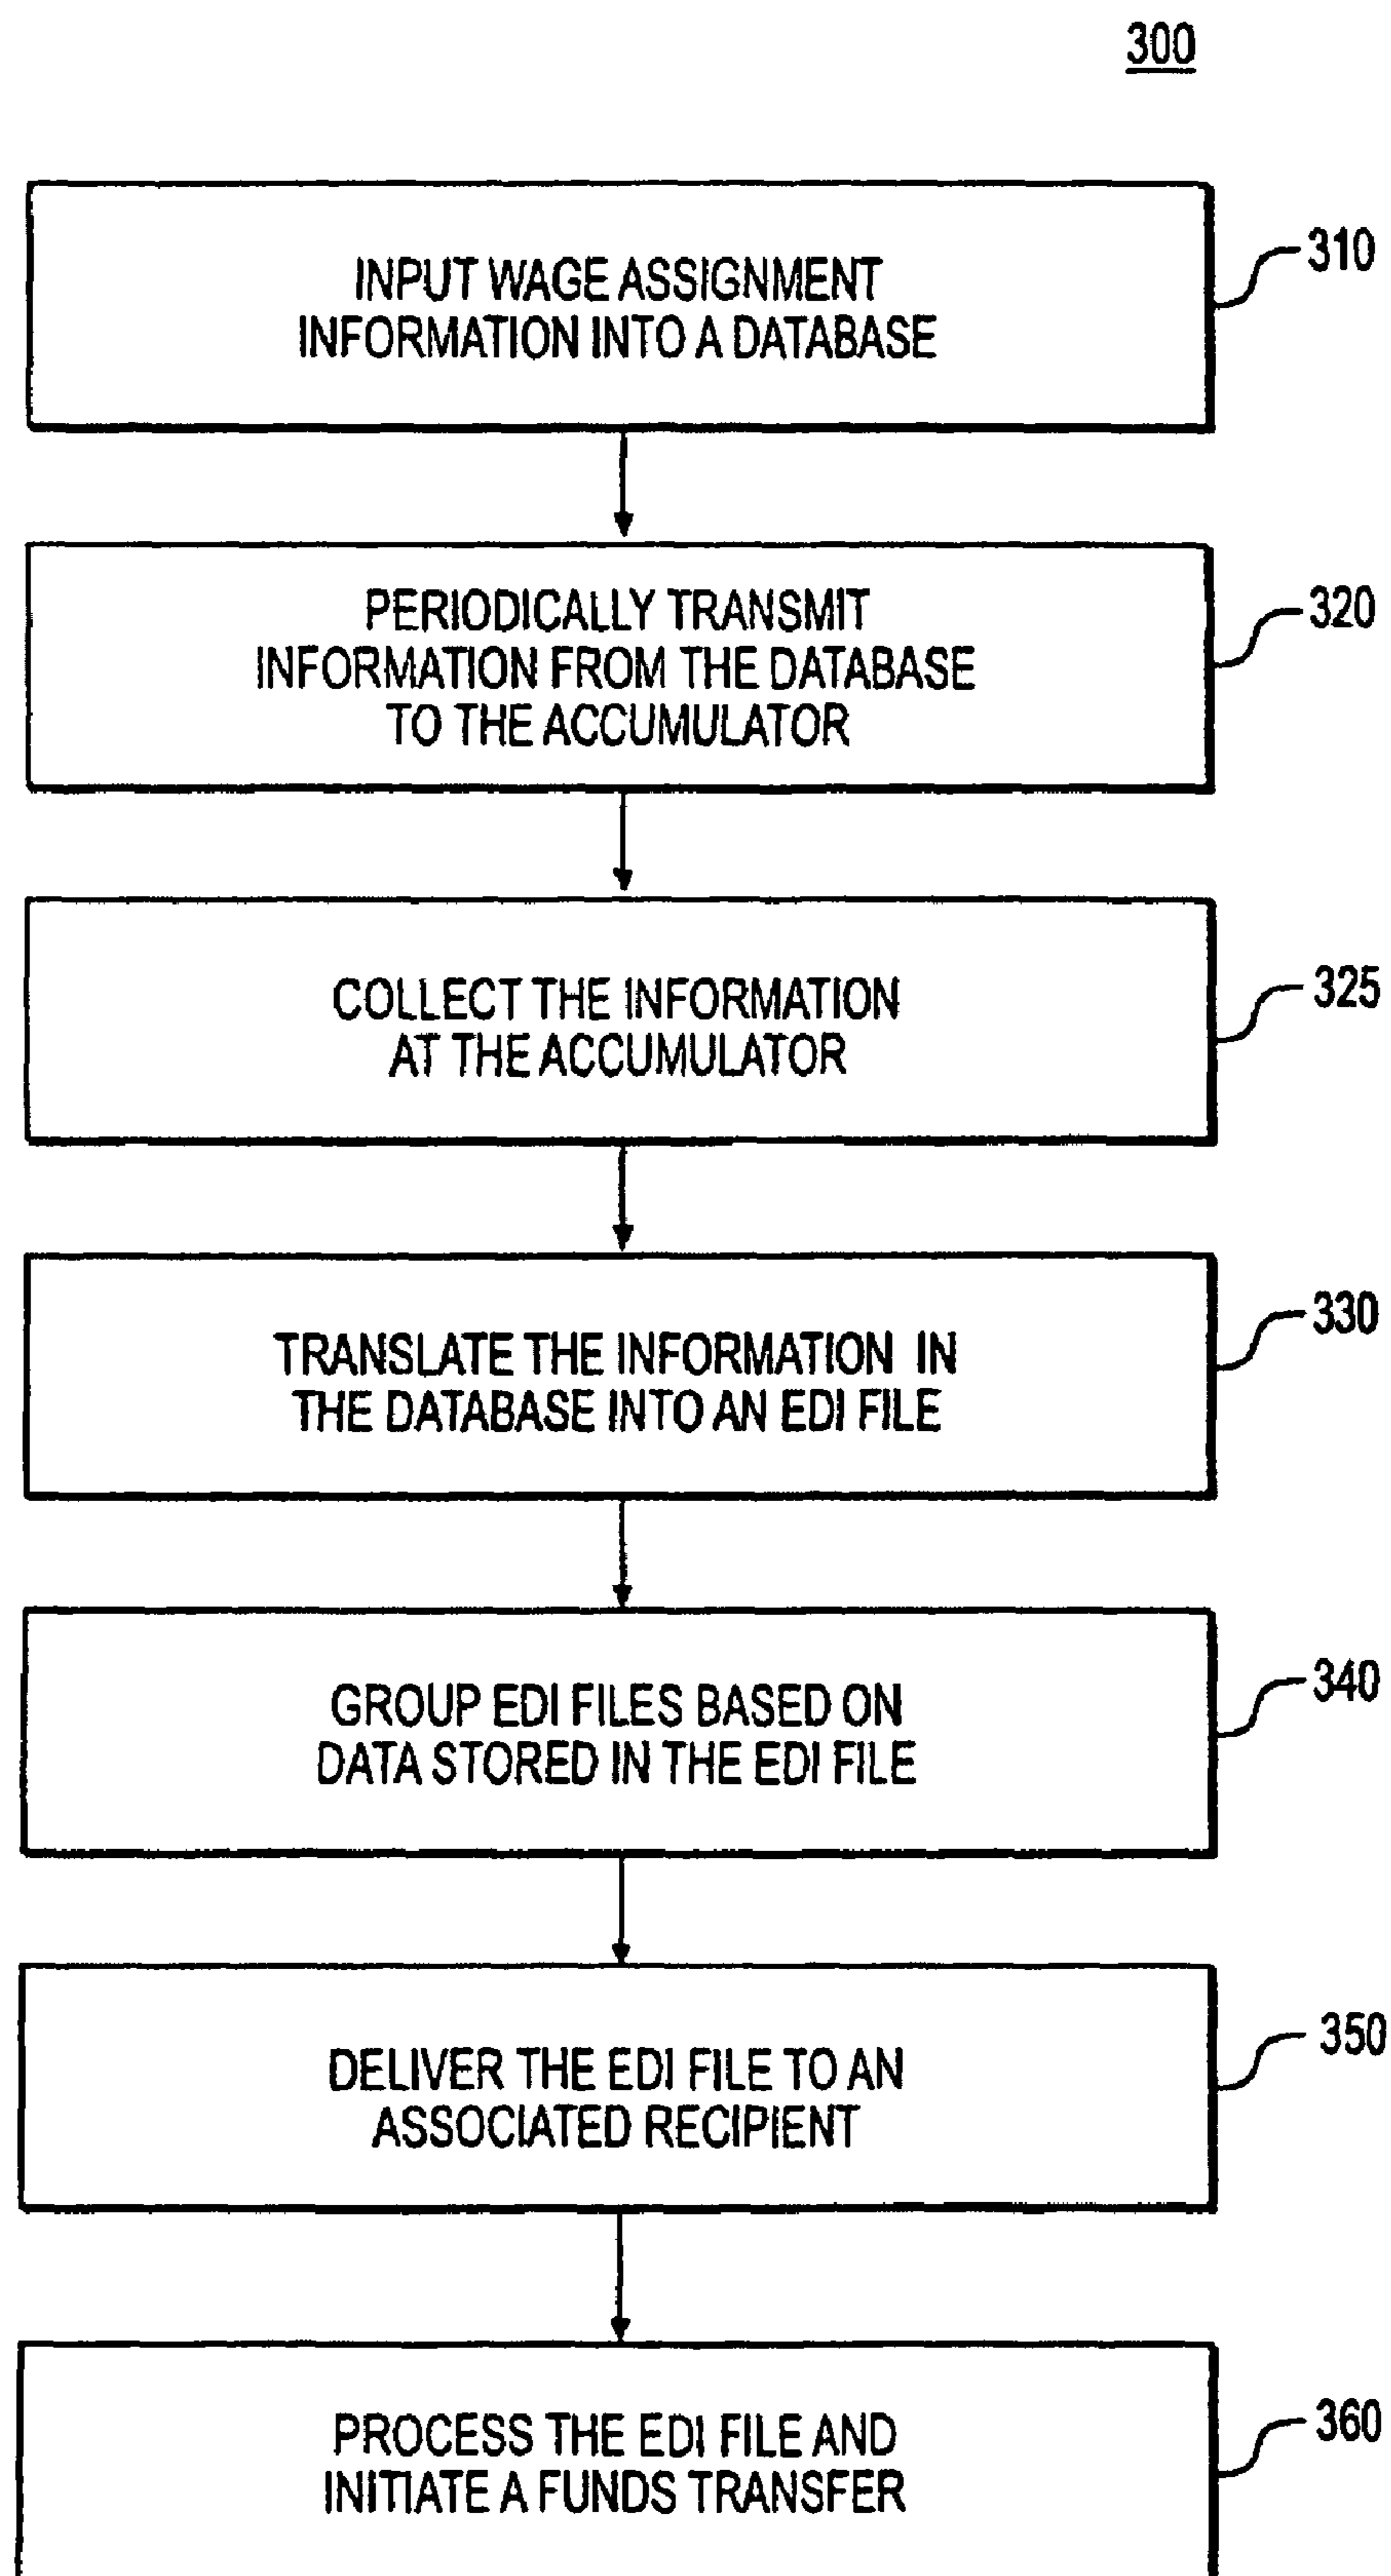 300
INPUT WAGE ASSIGNMENT
INFORMATION INTO A DATABASE
310
PERIODICALLY TRANSMIT
INFORMATION FROM THE DATABASE
TO THE ACCUMULATOR
320
COLLECT THE INFORMATION
AT THE ACCUMULATOR
325
TRANSLATE THE INFORMATION IN
THE DATABASE INTO AN EDI FILE
330
GROUP EDI FILES BASED ON
DATA STORED IN THE EDI FILE
340
DELIVER THE EDI FILE TO AN
ASSOCIATED RECIPIENT
350
PROCESS THE EDI FILE AND
INITIATE A FUNDS TRANSFER
360